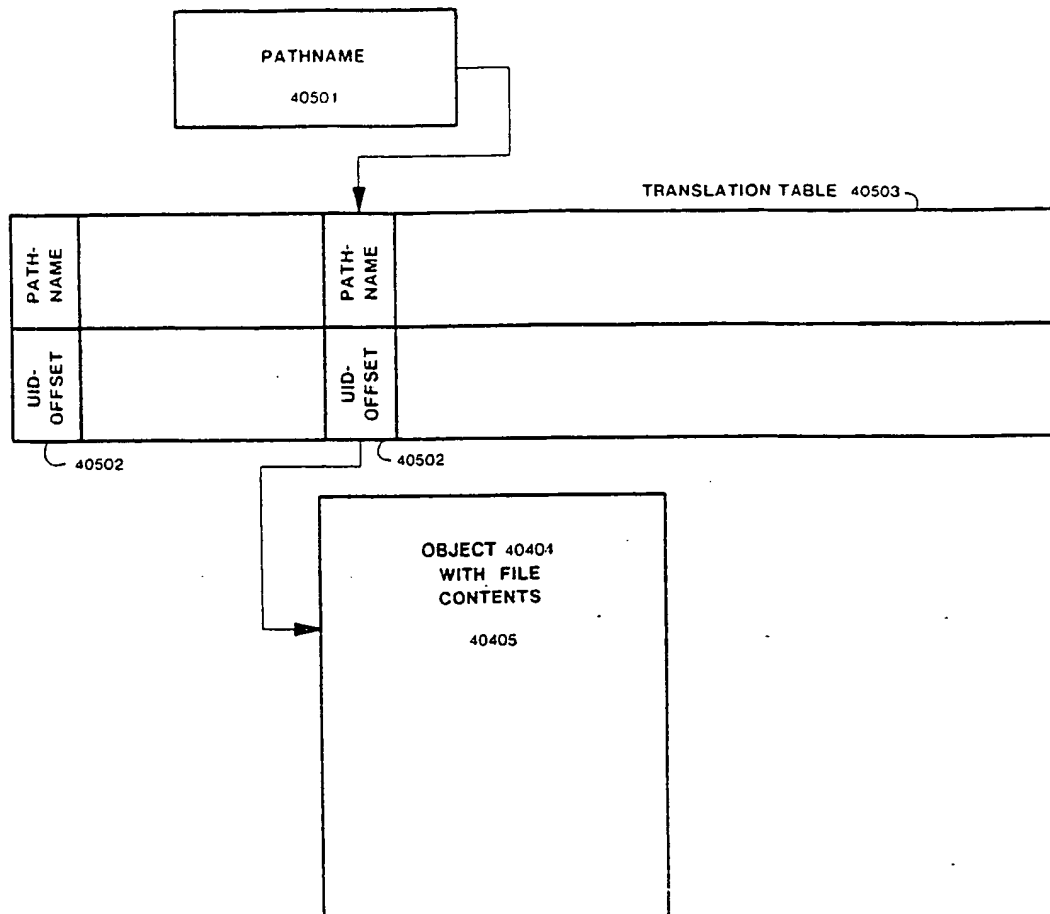 PATHNAME
40501
TRANSLATION TABLE 40503
PATH-
NAME
PATH-
NAME
UID-
OFFSET
UID-
OFFSET
40502
40502
OBJECT 40404
WITH FILE
CONTENTS
40405